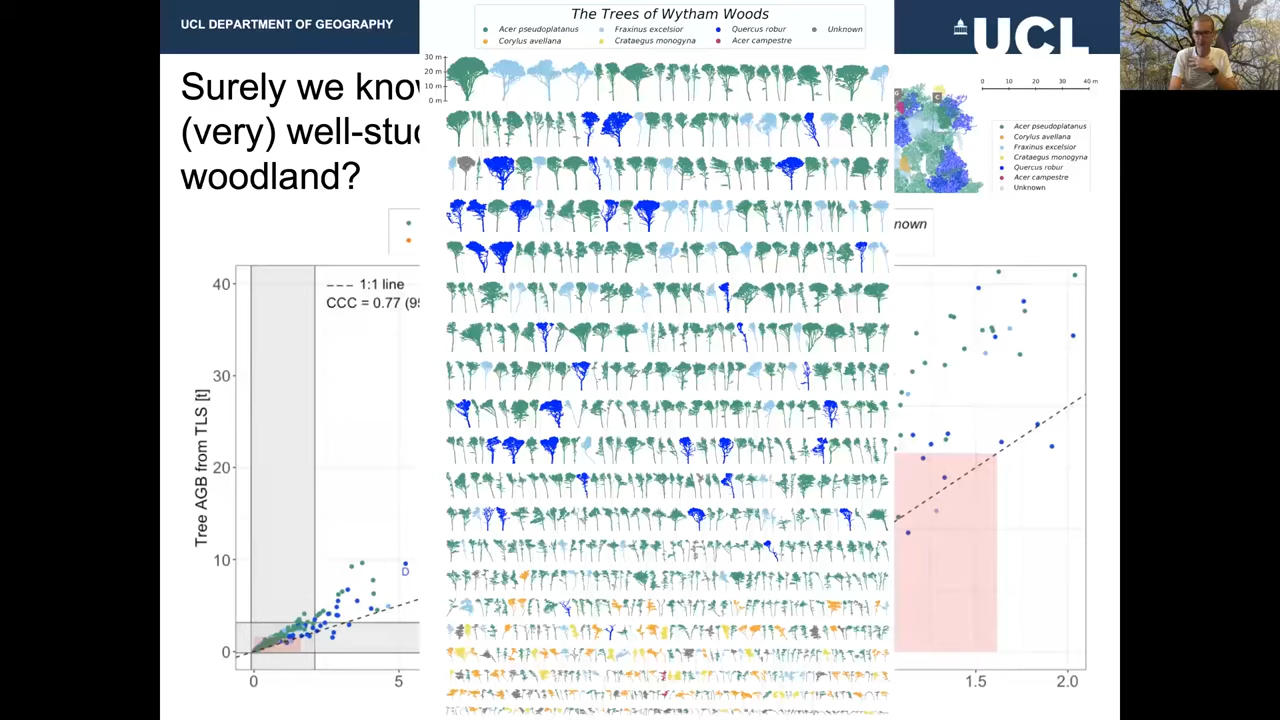 UCL DEPARTMENT OF GEOGRAPHY
UCL
Surely we know
(very) well-stuc
woodland?
The Trees of Wytham Woods
Acer pseudoplatanus Fraxinus excelsior Quercus robur Unknown
Corylus avellana Crataegus monogyna Acer campestre
30 m
20 m
10 m
0 m
0 10 20 30 40 m
G C
Acer pseudoplatanus
Corylus avellana
Fraxinus excelsior
Crataegus monogyna
Quercus robur
Acer campestre
Unknown
nown
1:1 line
CCC = 0.77 (95
Tree AGB from TLS [t]
40
30
20
10
0
D
0 5 1.5 2.0